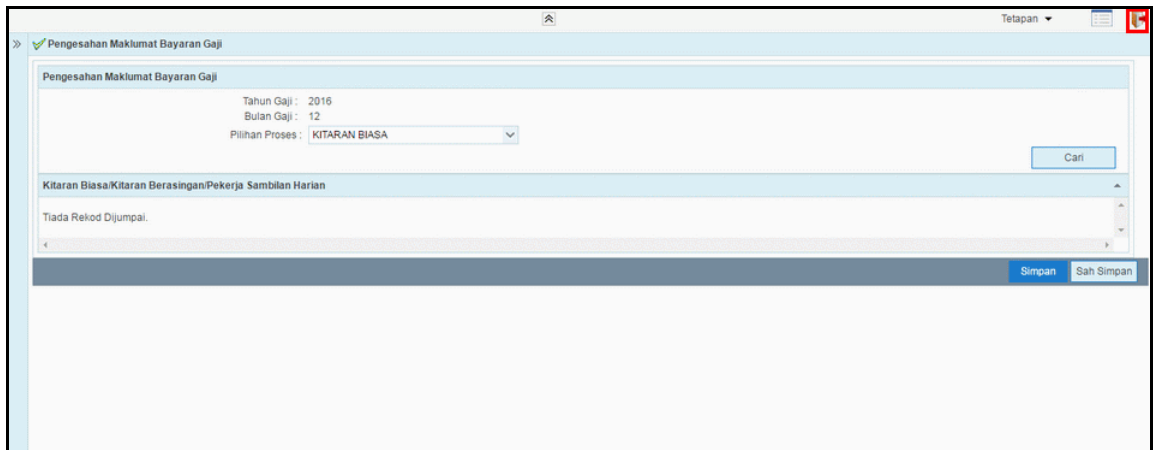 Tetapan
Pengesahan Maklumat Bayaran Gaji
Pengesahan Maklumat Bayaran Gaji
Tahun Gaji : 2016
Bulan Gaji : 12
Pilihan Proses : KITARAN BIASA
Cari
Kitaran Biasa/Kitaran Berasingan/Pekerja Sambilan Harian
Tiada Rekod Dijumpai.
Simpan Sah Simpan